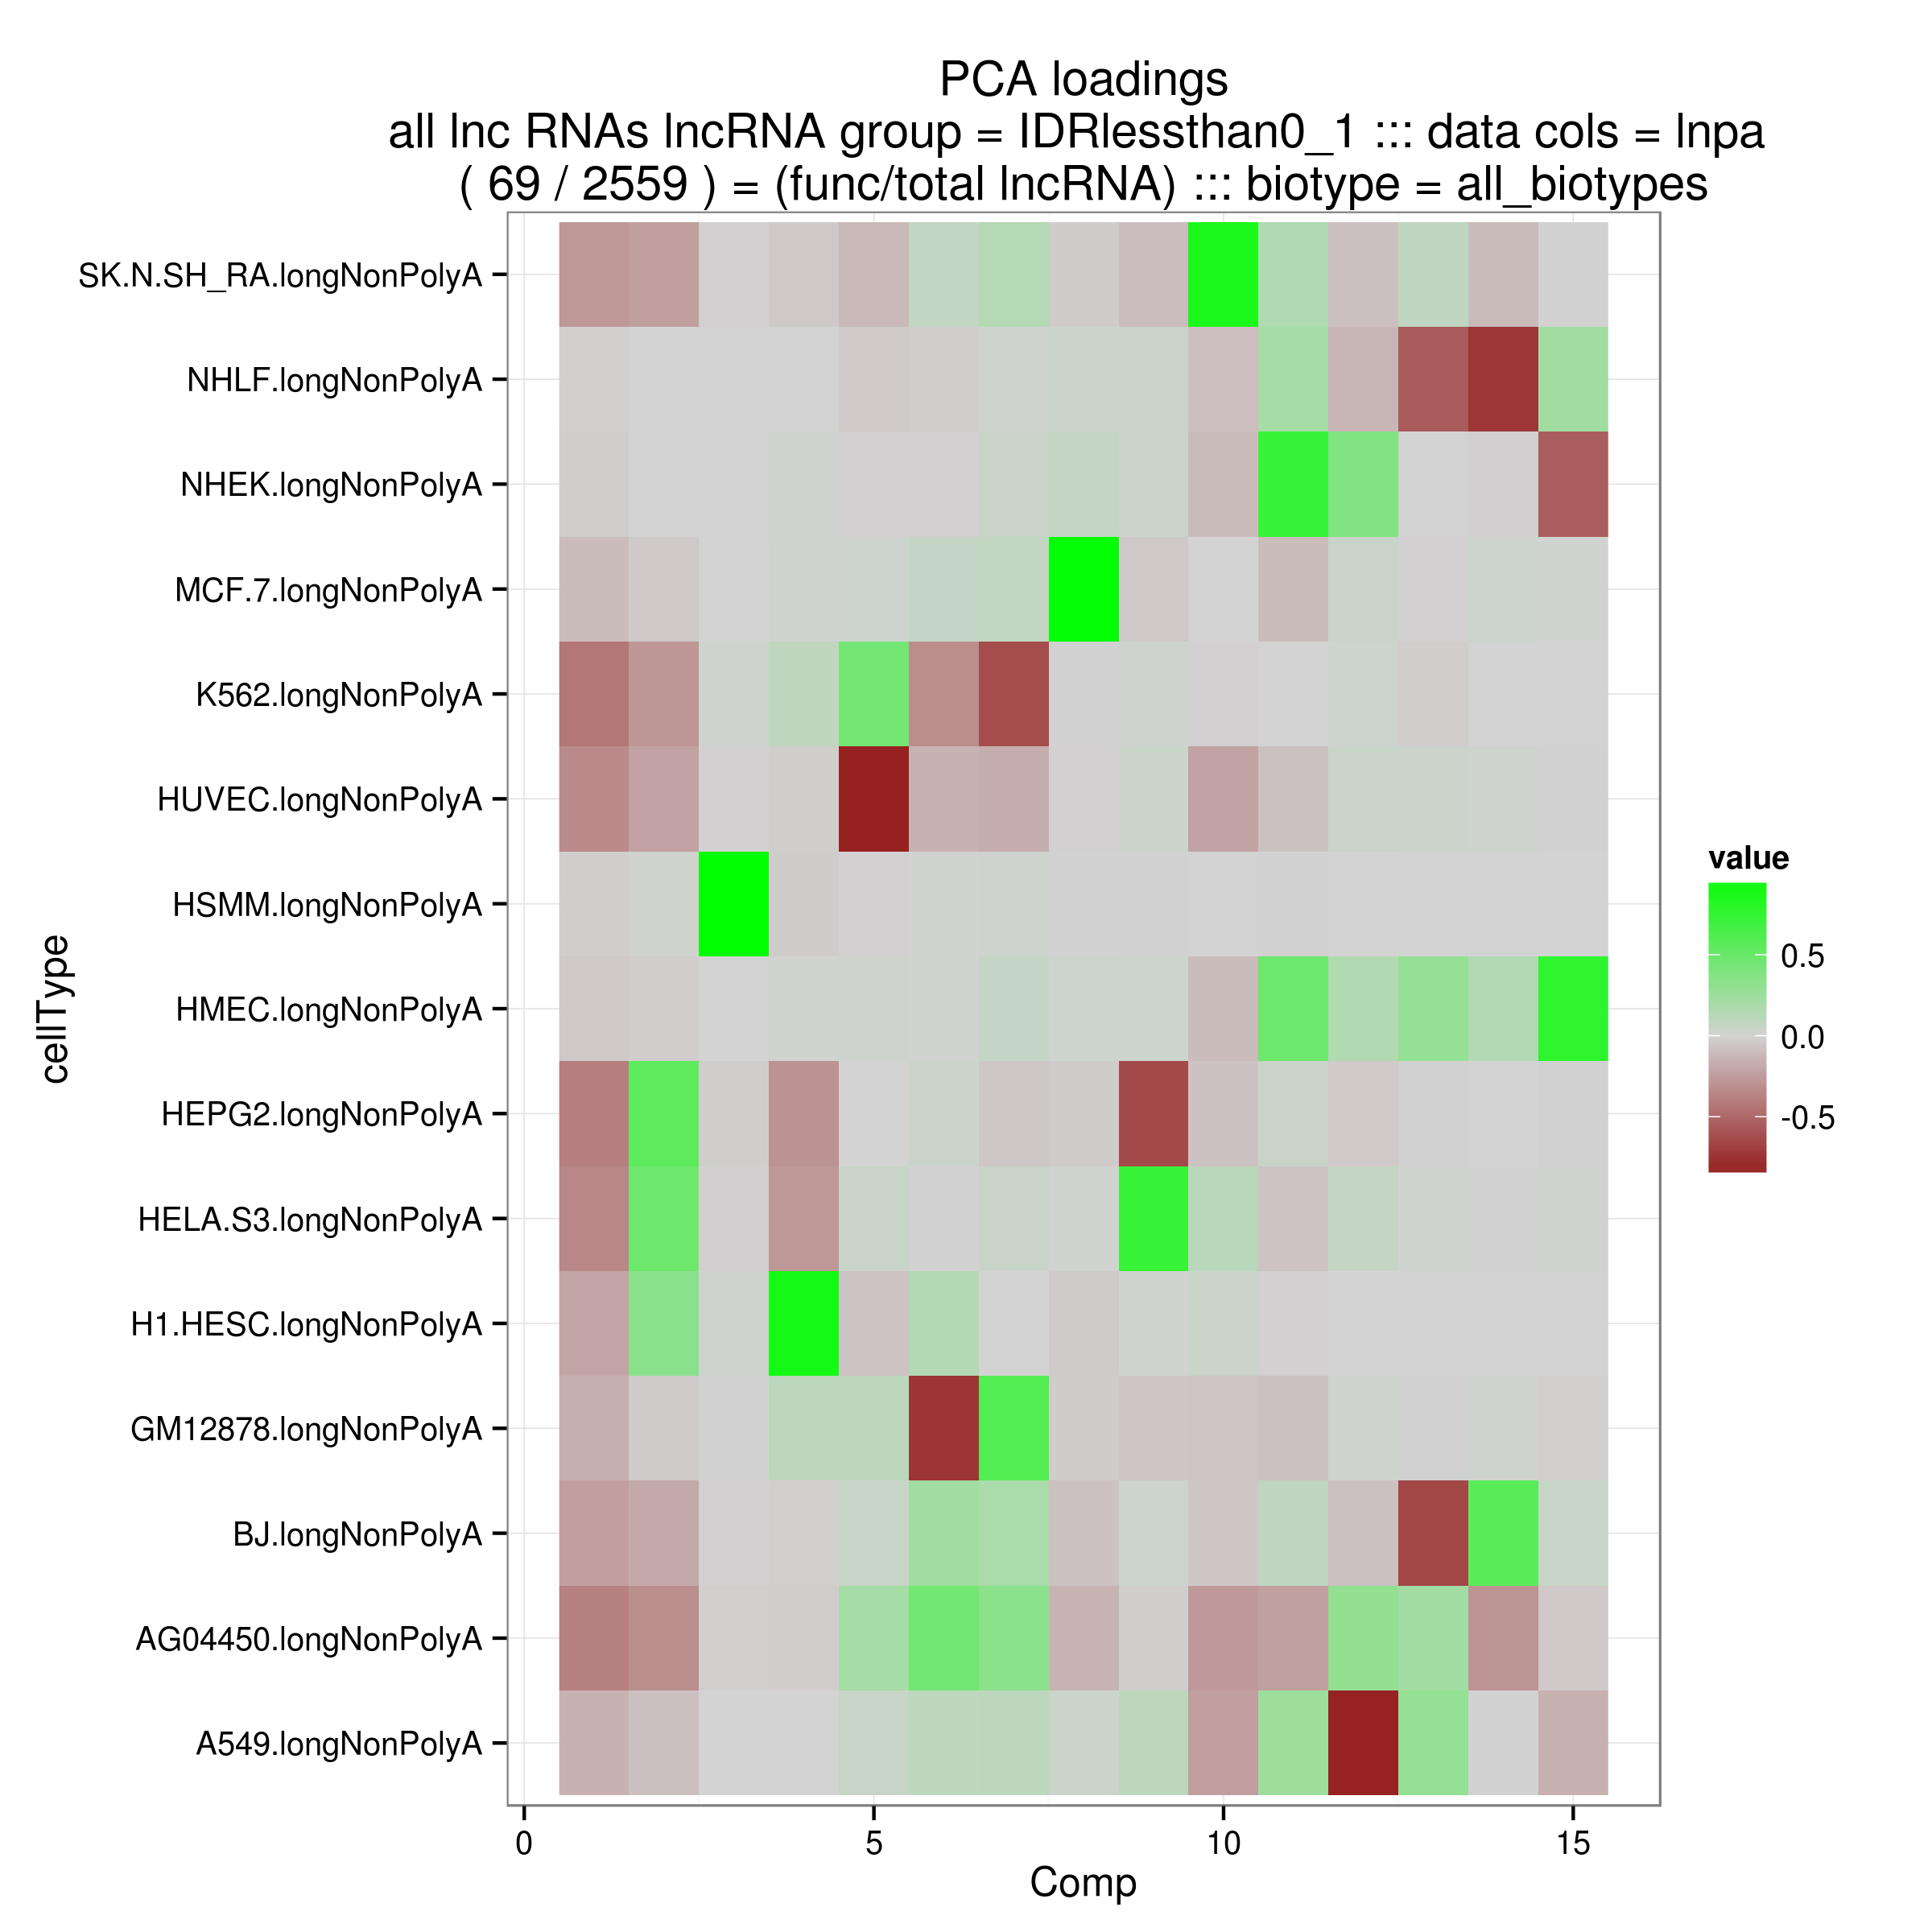 PCA loadings
all lnc RNAs lncRNA group = IDRlessthan0_1 ::: data cols = lnpa
( 69 / 2559 ) = (func/total lncRNA) ::: biotype = all_biotypes
cellType
SK.N.SH_RA.longNonPolyA
NHLF.longNonPolyA
NHEK.longNonPolyA
MCF.7.longNonPolyA
K562.longNonPolyA
HUVEC.longNonPolyA
HSMM.longNonPolyA
HMEC.longNonPolyA
HEPG2.longNonPolyA
HELA.S3.longNonPolyA
H1.HESC.longNonPolyA
GM12878.longNonPolyA
BJ.longNonPolyA
AG04450.longNonPolyA
A549.longNonPolyA
0 5 10 15
Comp
value
0.5
0.0
-0.5